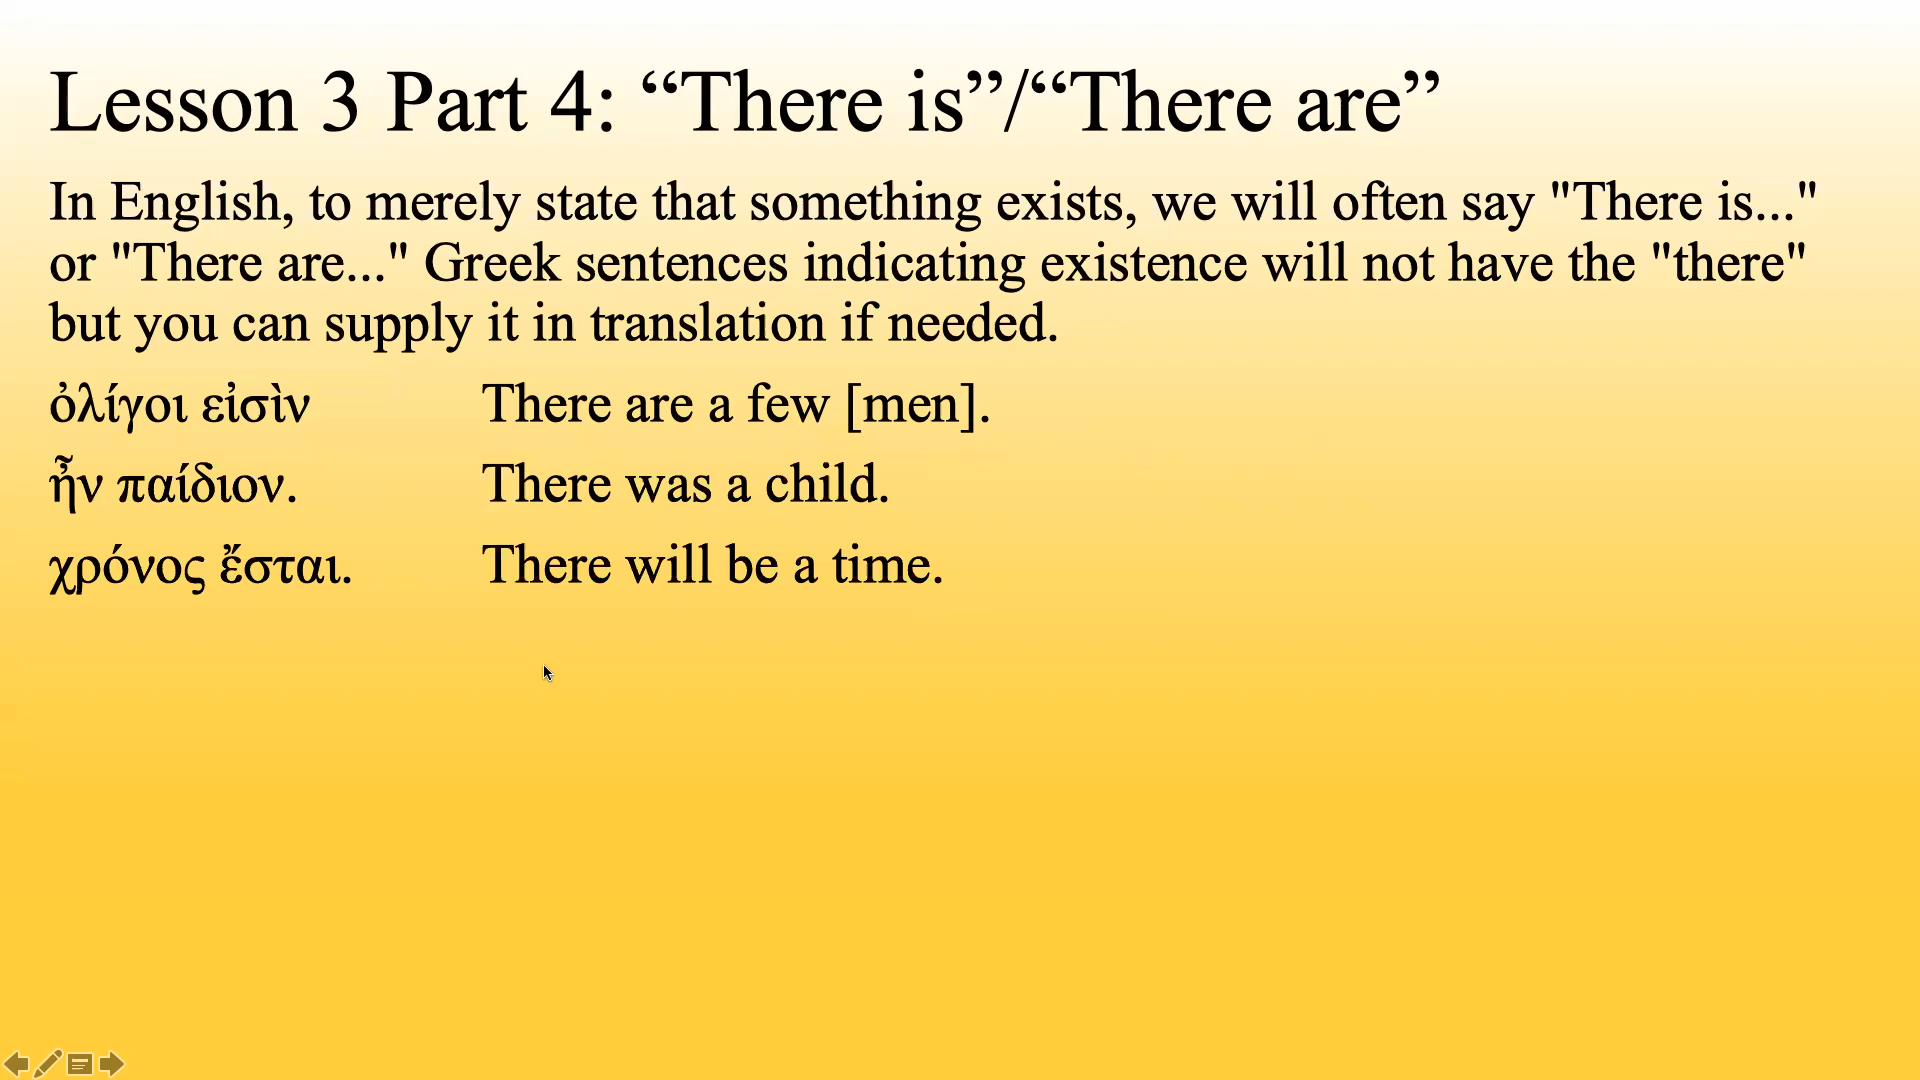 Lesson 3 Part 4: “There is”/“There are”
In English, to merely state that something exists, we will often say "There is..."
or "There are..." Greek sentences indicating existence will not have the "there"
but you can supply it in translation if needed.
ὀλίγοι εἰσὶν There are a few [men].
ἦν παίδιον. There was a child.
χρόνος ἔσται. There will be a time.